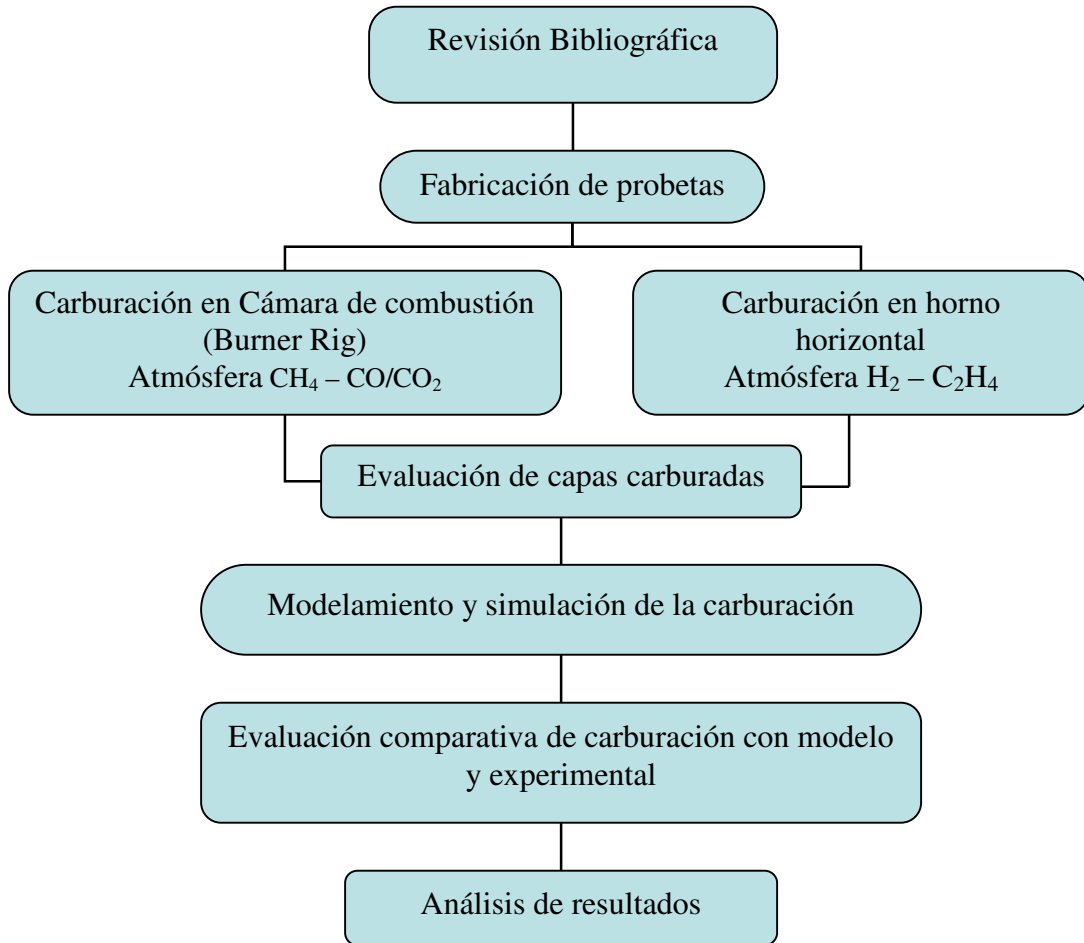 Revisión Bibliográfica
Fabricación de probetas
Carburación en Cámara de combustión
(Burner Rig)
Atmósfera CH₄ – CO/CO₂
Carburación en horno
horizontal
Atmósfera H₂ – C₂H₄
Evaluación de capas carburadas
Modelamiento y simulación de la carburación
Evaluación comparativa de carburación con modelo
y experimental
Análisis de resultados